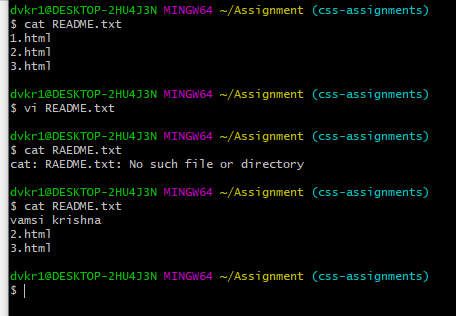 dvkr1@DESKTOP-2HU4J3N MINGW64 ~/Assignment (css-assignments)
$ cat README.txt
1.html
2.html
3.html
dvkr1@DESKTOP-2HU4J3N MINGW64 ~/Assignment (css-assignments)
$ vi README.txt
dvkr1@DESKTOP-2HU4J3N MINGW64 ~/Assignment (css-assignments)
$ cat RAEDME.txt
cat: RAEDME.txt: No such file or directory
dvkr1@DESKTOP-2HU4J3N MINGW64 ~/Assignment (css-assignments)
$ cat README.txt
vamsi krishna
2.html
3.html
dvkr1@DESKTOP-2HU4J3N MINGW64 ~/Assignment (css-assignments)
$